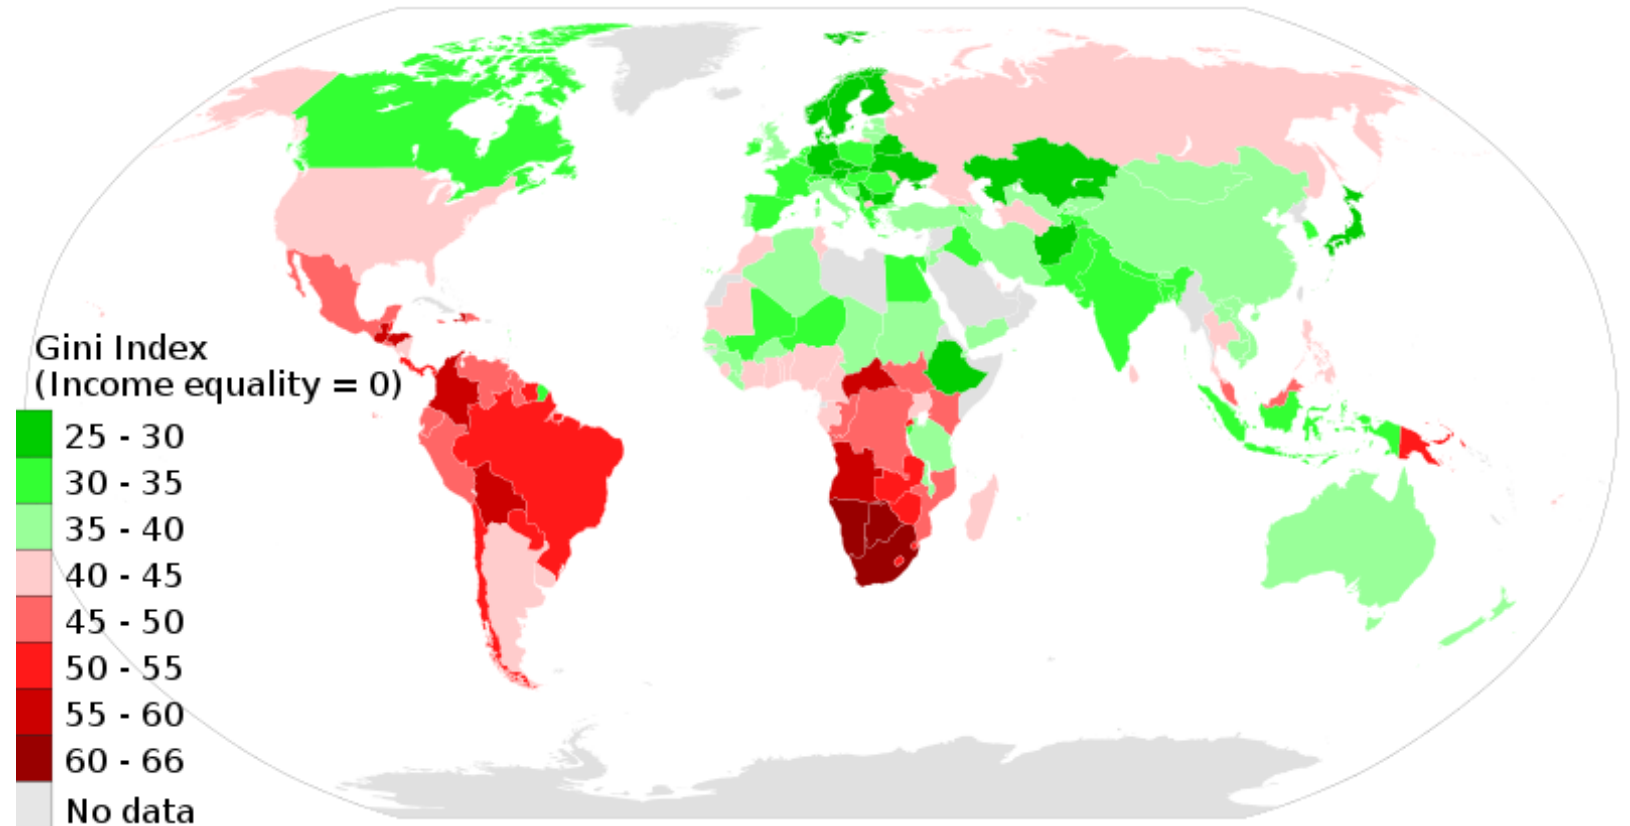 Gini Index
(Income equality = 0)
25 - 30
30 - 35
35 - 40
40 - 45
45 - 50
50 - 55
55 - 60
60 - 66
No data